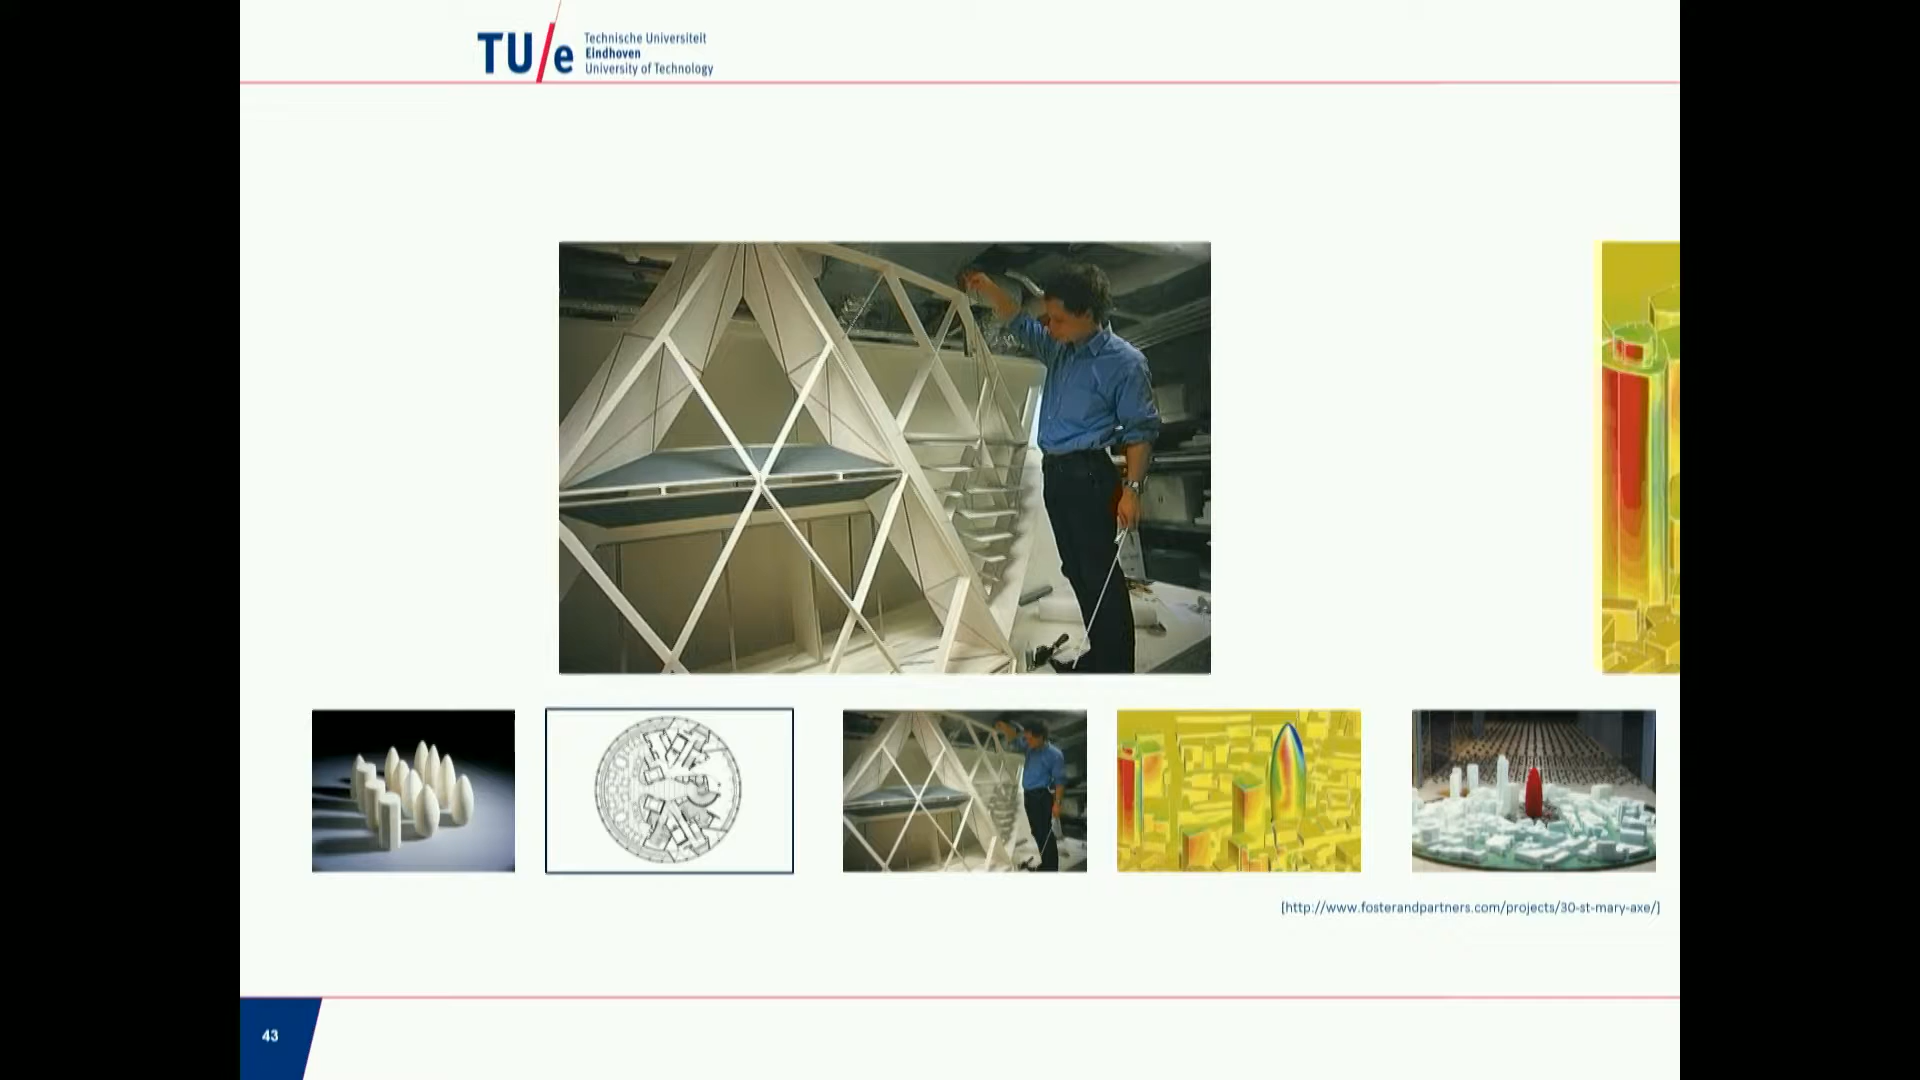 TU/e
Technische Universiteit
Eindhoven
University of Technology
[http://www.fosterandpartners.com/projects/30-st-mary-axe/]
43